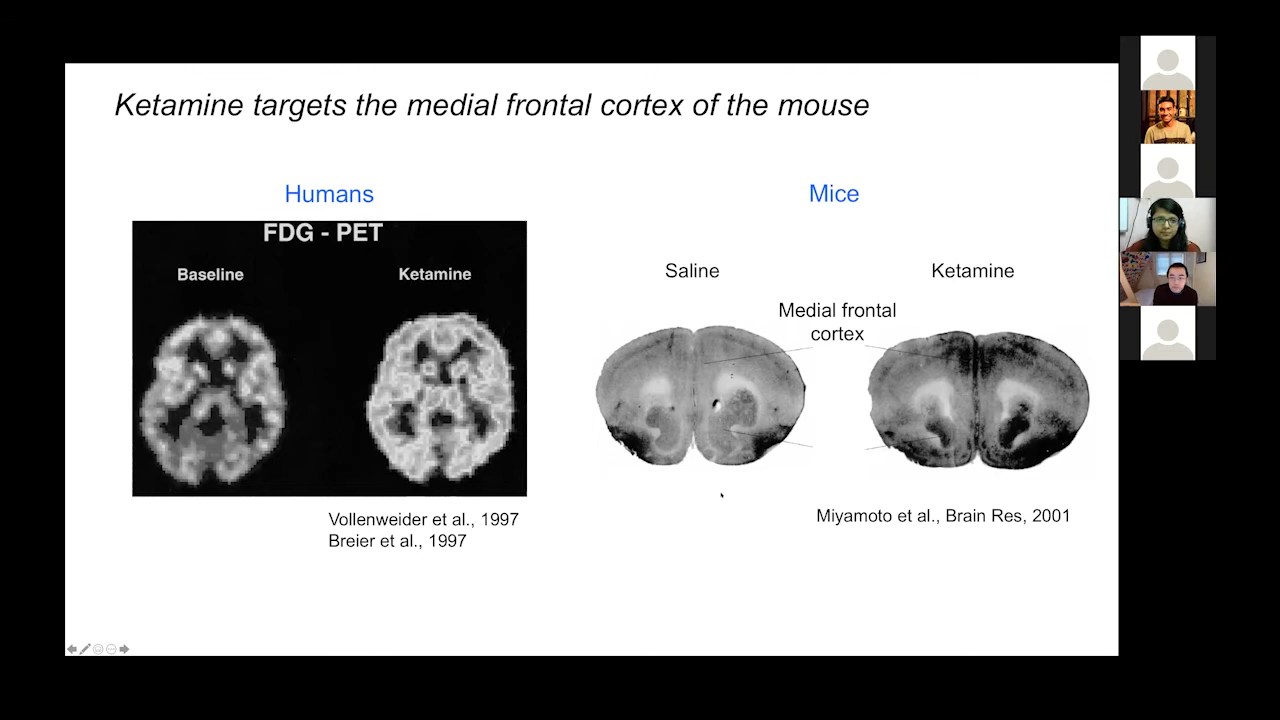 Ketamine targets the medial frontal cortex of the mouse
Humans
FDG - PET
Baseline
Ketamine
Vollenweider et al., 1997
Breier et al., 1997
Mice
Saline
Ketamine
Medial frontal
cortex
Miyamoto et al., Brain Res, 2001